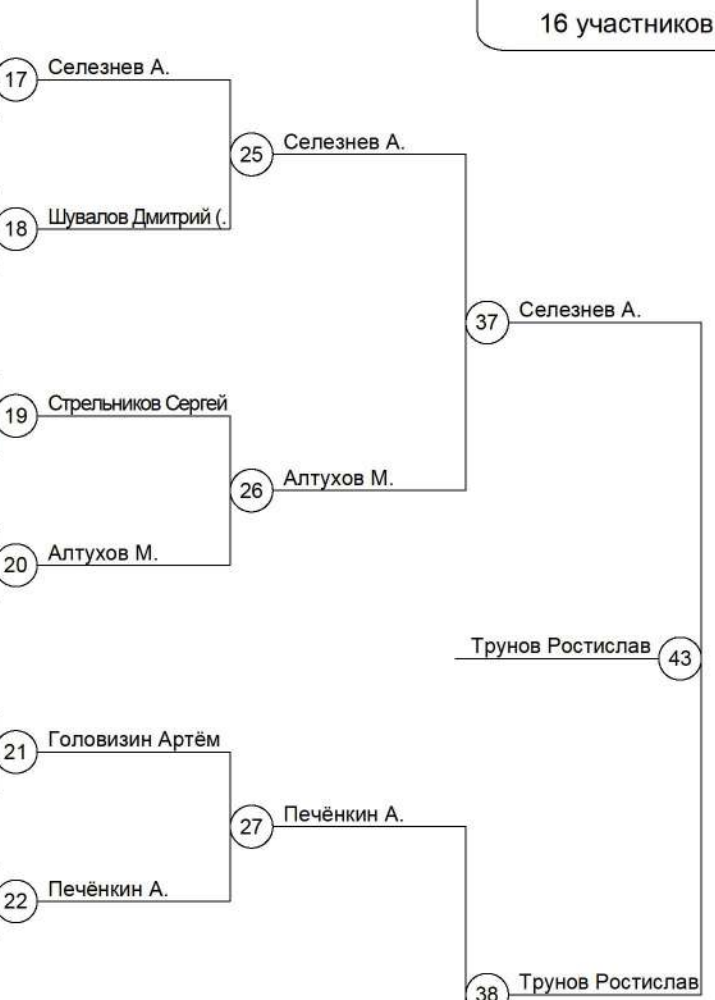 16 участников
17 Селезнев А.
25 Селезнев А.
18 Шувалов Дмитрий (.
37 Селезнев А.
19 Стрельников Сергей
26 Алтухов М.
20 Алтухов М.
Трунов Ростислав 43
21 Головизин Артём
27 Печёнкин А.
22 Печёнкин А.
38 Трунов Ростислав